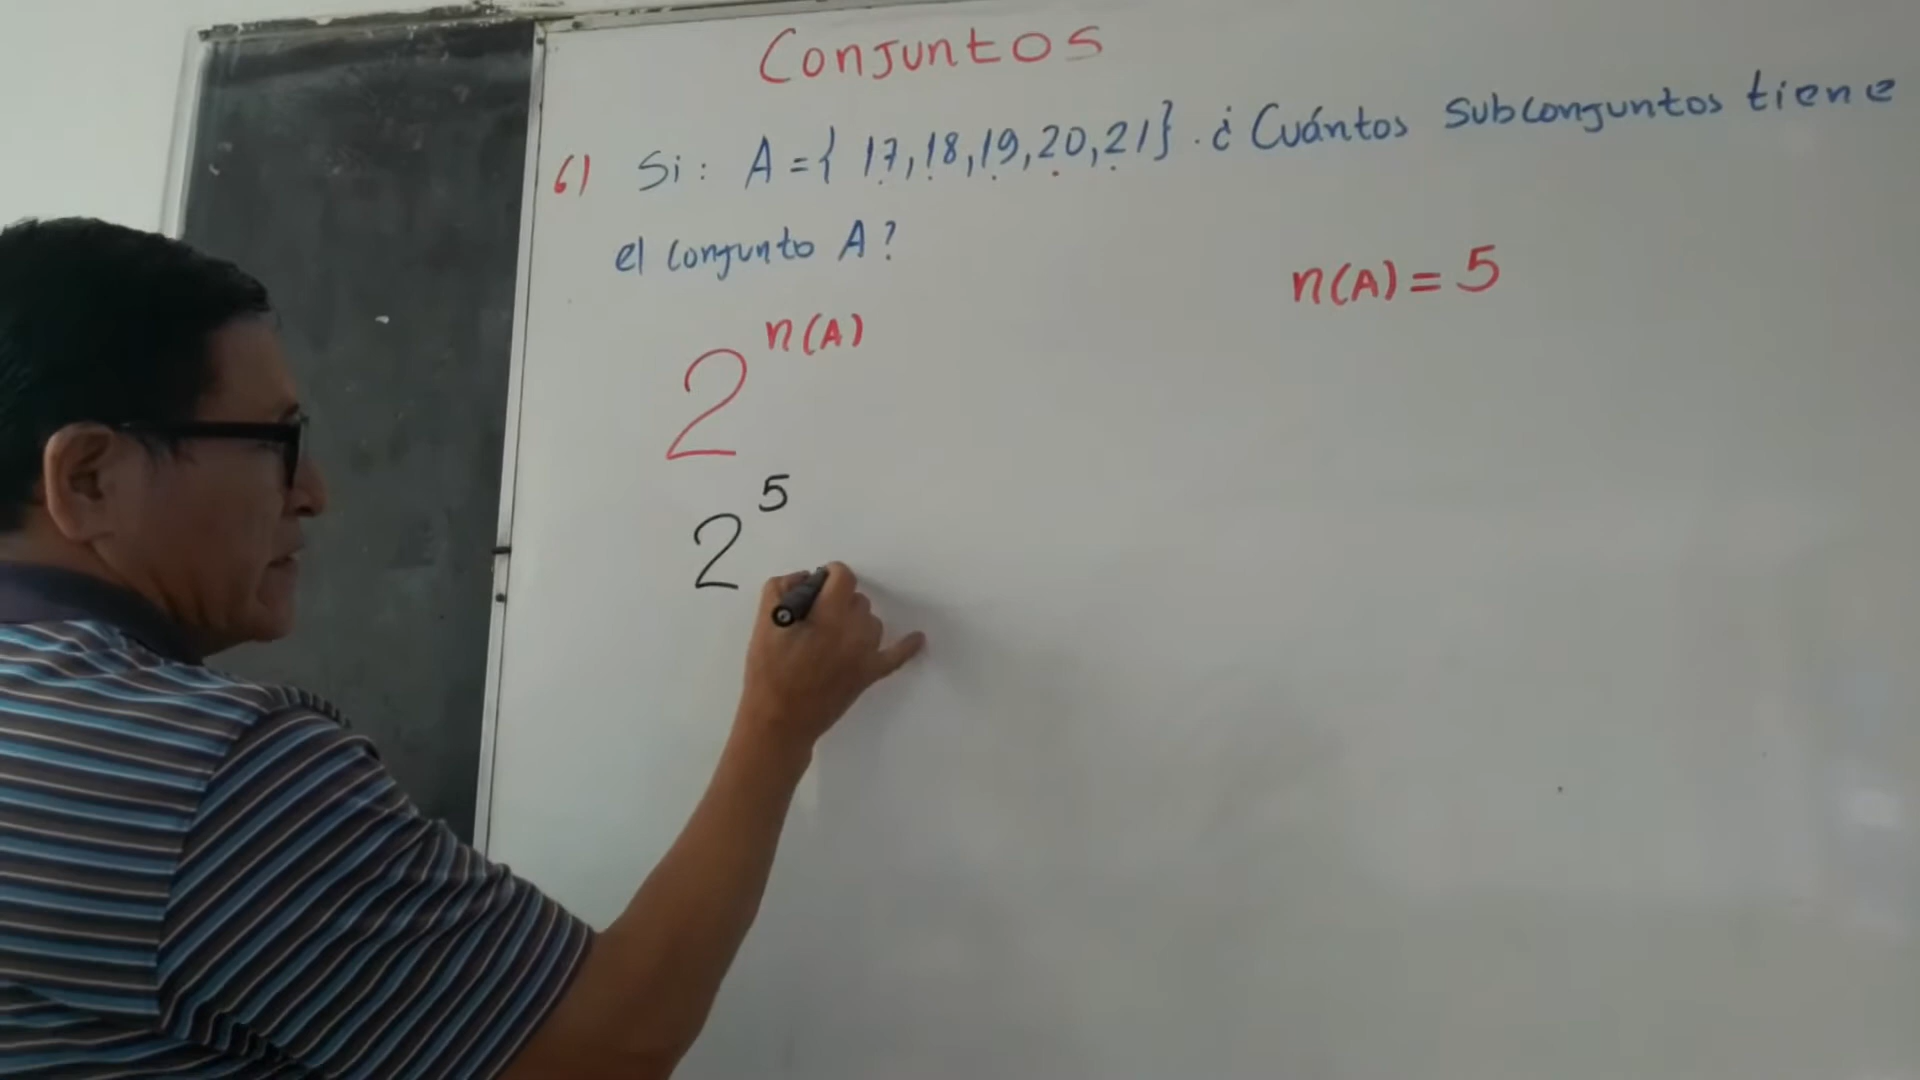 Conjuntos
6) Si: A = { 17, 18, 19, 20, 21}. ¿ Cuántos subconjuntos tiene
el conjunto A?
n(A) = 5
2^n(A)
2^5